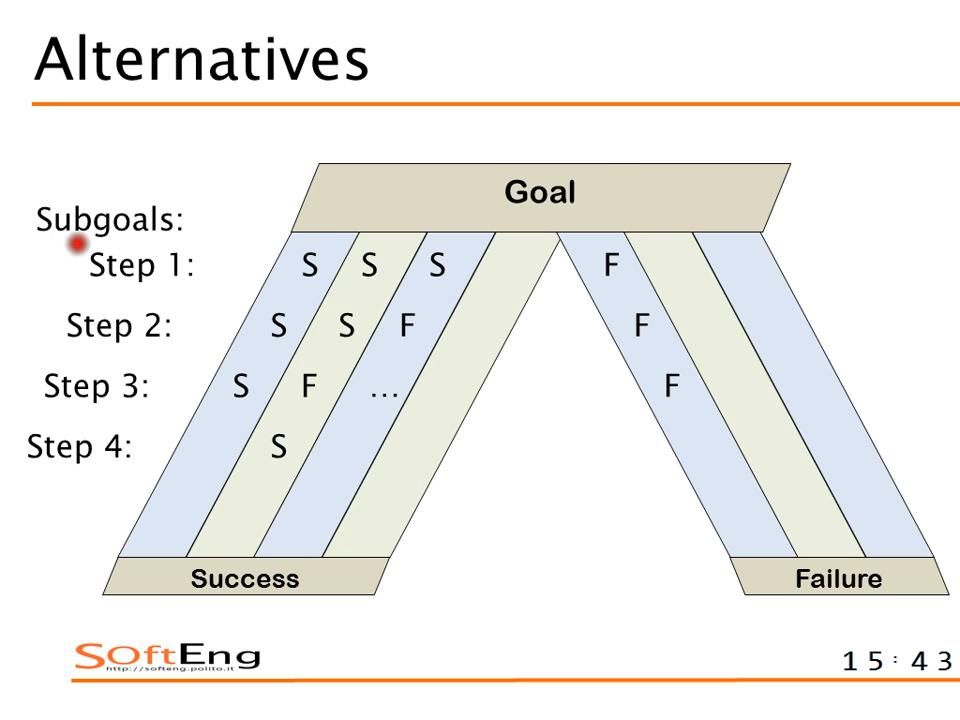 Alternatives
Goal
Subgoals:
Step 1: S S S F
Step 2: S S F F
Step 3: S F ... F
Step 4: S
Success Failure
SoftEng
http://softeng.polito.it
15:43